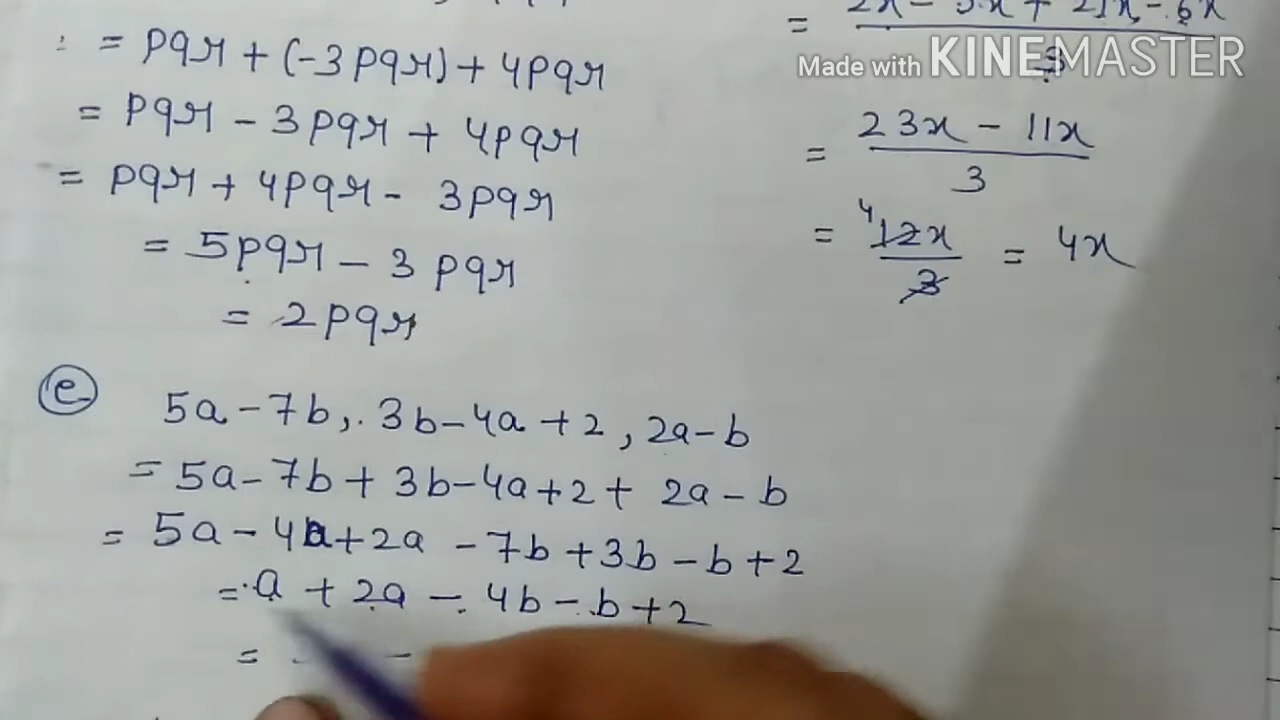 = pqr + (-3pqr) + 4pqr
= pqr - 3pqr + 4pqr
= pqr + 4pqr - 3pqr
= 5pqr - 3pqr
= 2pqr
=
3
Made with KINEMASTER
= 23x - 11x
3
= 4 12x = 4x
3
e
5a - 7b, 3b - 4a + 2, 2a - b
= 5a - 7b + 3b - 4a + 2 + 2a - b
= 5a - 4a + 2a - 7b + 3b - b + 2
= a + 2a - 4b - b + 2
=